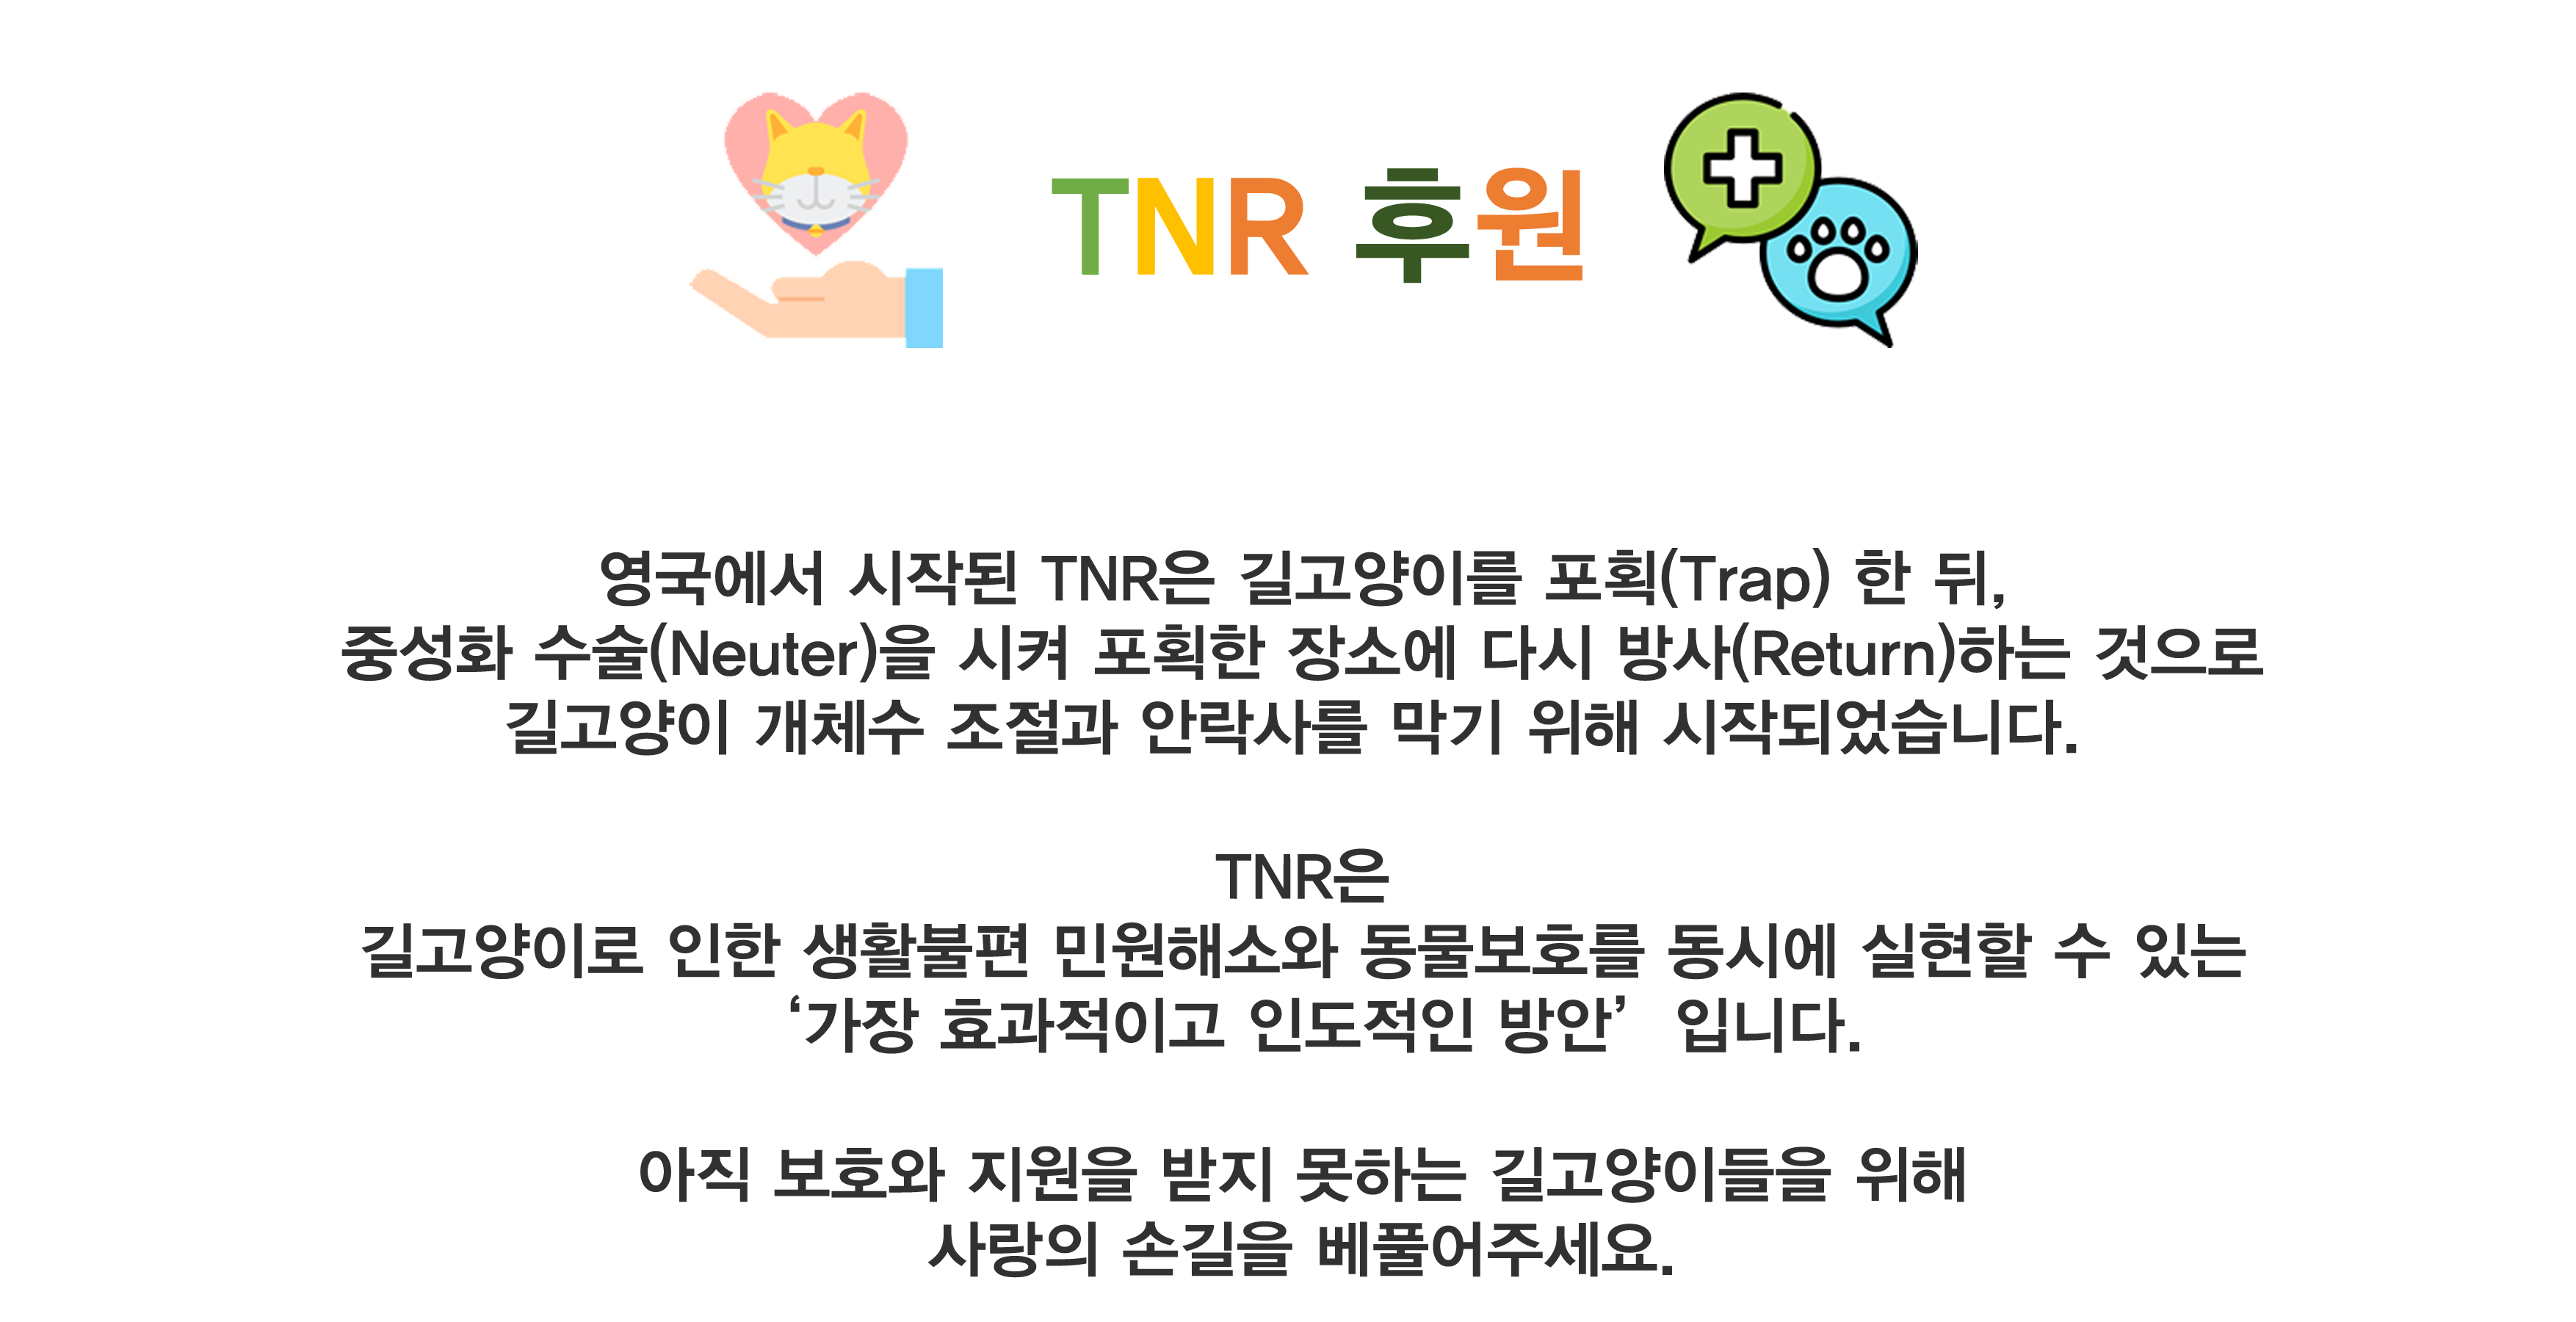 TNR 후원
영국에서 시작된 TNR은 길고양이를 포획(Trap) 한 뒤,
중성화 수술(Neuter)을 시켜 포획한 장소에 다시 방사(Return)하는 것으로
길고양이 개체수 조절과 안락사를 막기 위해 시작되었습니다.
TNR은
길고양이로 인한 생활불편 민원해소와 동물보호를 동시에 실현할 수 있는
‘가장 효과적이고 인도적인 방안’ 입니다.
아직 보호와 지원을 받지 못하는 길고양이들을 위해
사랑의 손길을 베풀어주세요.